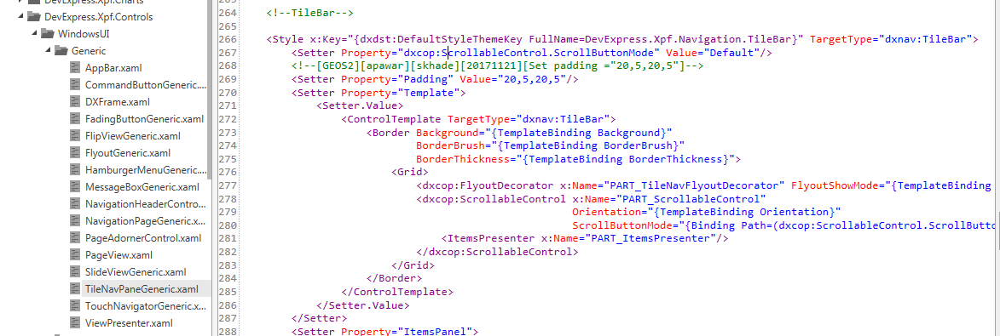 DevExpress.Xpf.Charts
DevExpress.Xpf.Controls
WindowsUI
Generic
AppBar.xaml
CommandButtonGeneric....
DXFrame.xaml
FadingButtonGeneric.xaml
FlipViewGeneric.xaml
FlyoutGeneric.xaml
HamburgerMenuGeneric....
MessageBoxGeneric.xaml
NavigationHeaderContro...
NavigationPageGeneric.x...
PageAdornerControl.xaml
PageView.xaml
SlideViewGeneric.xaml
TileNavPaneGeneric.xaml
TouchNavigatorGeneric.x...
ViewPresenter.xaml
264 <!--TileBar-->
265
266 <Style x:Key="{dxdst:DefaultStyleThemeKey FullName=DevExpress.Xpf.Navigation.TileBar}" TargetType="dxnav:TileBar">
267 <Setter Property="dxcop:ScrollableControl.ScrollButtonMode" Value="Default"/>
268 <!--[GEOS2][apawar][skhade][20171121][Set padding ="20,5,20,5"]-->
269 <Setter Property="Padding" Value="20,5,20,5"/>
270 <Setter Property="Template">
271 <Setter.Value>
272 <ControlTemplate TargetType="dxnav:TileBar">
273 <Border Background="{TemplateBinding Background}"
274 BorderBrush="{TemplateBinding BorderBrush}"
275 BorderThickness="{TemplateBinding BorderThickness}">
276 <Grid>
277 <dxcop:FlyoutDecorator x:Name="PART_TileNavFlyoutDecorator" FlyoutShowMode="{TemplateBinding
278 <dxcop:ScrollableControl x:Name="PART_ScrollableControl"
279 Orientation="{TemplateBinding Orientation}"
280 ScrollButtonMode="{Binding Path=(dxcop:ScrollableControl.ScrollButto
281 <ItemsPresenter x:Name="PART_ItemsPresenter"/>
282 </dxcop:ScrollableControl>
283 </Grid>
284 </Border>
285 </ControlTemplate>
286 </Setter.Value>
287 </Setter>
288 <Setter Property="ItemsPanel">